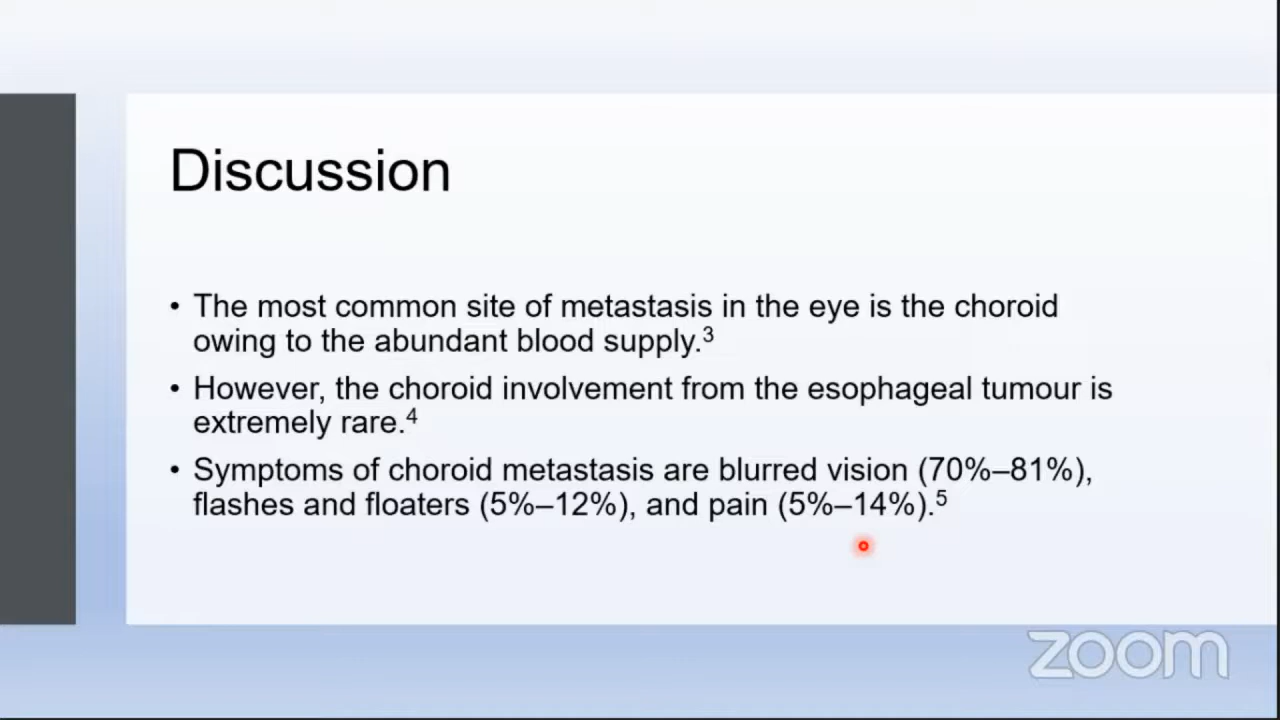 Discussion
• The most common site of metastasis in the eye is the choroid
owing to the abundant blood supply.³
• However, the choroid involvement from the esophageal tumour is
extremely rare.⁴
• Symptoms of choroid metastasis are blurred vision (70%–81%),
flashes and floaters (5%–12%), and pain (5%–14%).⁵
zoom